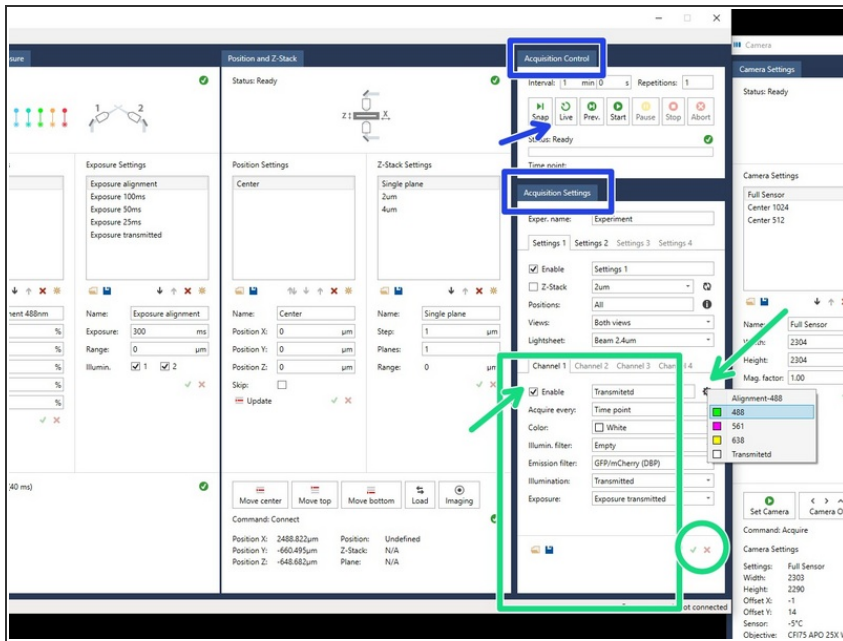 Camera
sure
Position and Z-Stack
Acquisition Control
Camera Settings
Status: Ready
Interval: 1 min 0 s Repetitions: 1
Status: Ready
1 2
Z X
Snap Live Prev. Start Pause Stop Abort
Status: Ready
Time point:
Exposure Settings
Position Settings
Z-Stack Settings
Camera Settings
Exposure alignment
Exposure 100ms
Exposure 50ms
Exposure 25ms
Exposure transmitted
Center
Single plane
2um
4um
Acquisition Settings
Full Sensor
Center 1024
Center 512
Exper. name: Experiment
Settings 1 Settings 2 Settings 3 Settings 4
Enable Settings 1
Z-Stack 2um
Positions: All
Views: Both views
Lightsheet: Beam 2.4um
ment 488nm
%
%
%
%
%
Name: Exposure alignment
Exposure: 300 ms
Range: 0 µm
Illumin. 1 2
Name: Center
Position X: 0 µm
Position Y: 0 µm
Position Z: 0 µm
Skip:
Update
Name: Single plane
Step: 1 µm
Planes: 1
Range: 0 µm
Name: Full Sensor
2304
Height: 2304
Mag. factor: 1.00
Channel 1 Channel 2 Channel 3
Enable Transmitetd
Acquire every: Time point
Color: White
Illumin. filter: Empty
Emission filter: GFP/mCherry (DBP)
Illumination: Transmitted
Exposure: Exposure transmitted
Alignment-488
488
561
638
Transmitetd
(40 ms)
Move center Move top Move bottom Load Imaging
Command: Connect
Position X: 2488.822µm Position: Undefined
Position Y: -660.495µm Z-Stack: N/A
Position Z: -648.682µm Plane: N/A
Set Camera Camera O
Command: Acquire
Camera Settings
Settings: Full Sensor
Width: 2303
Height: 2290
Offset X: -1
Offset Y: 14
Sensor: -5°C
Objective: CFI75 APO 25X
ot connected